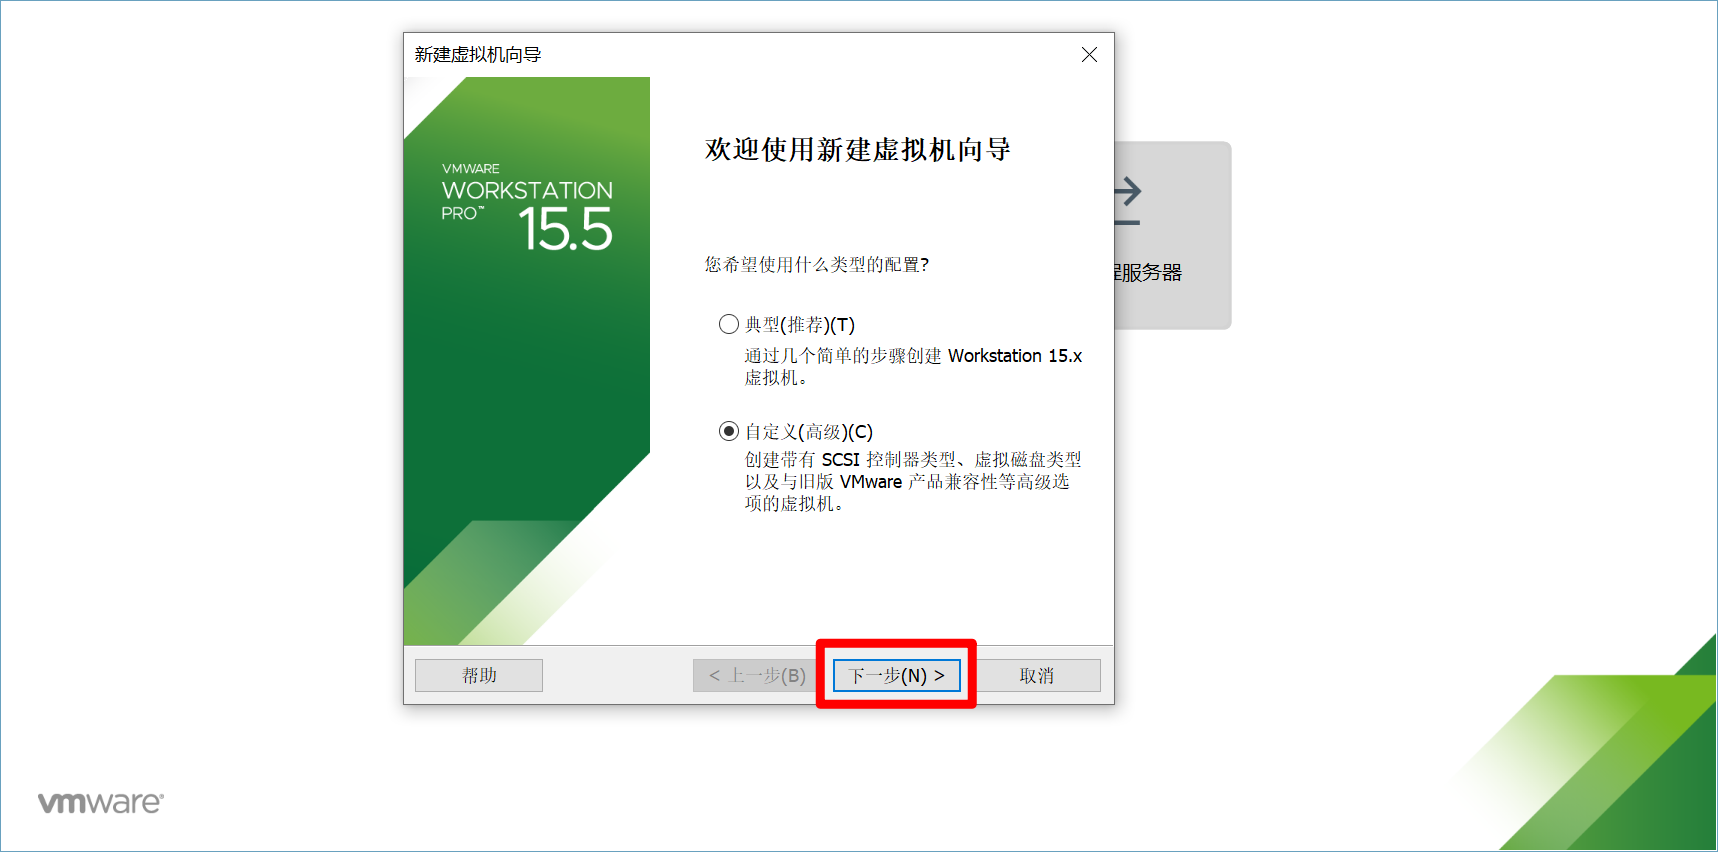 新建虚拟机向导
VMWARE
WORKSTATION
PRO™
15.5
欢迎使用新建虚拟机向导
您希望使用什么类型的配置?
典型(推荐)(T)
通过几个简单的步骤创建 Workstation 15.x
虚拟机。
自定义(高级)(C)
创建带有 SCSI 控制器类型、虚拟磁盘类型
以及与旧版 VMware 产品兼容性等高级选
项的虚拟机。
程服务器
帮助
< 上一步(B)
下一步(N) >
取消
vmware®